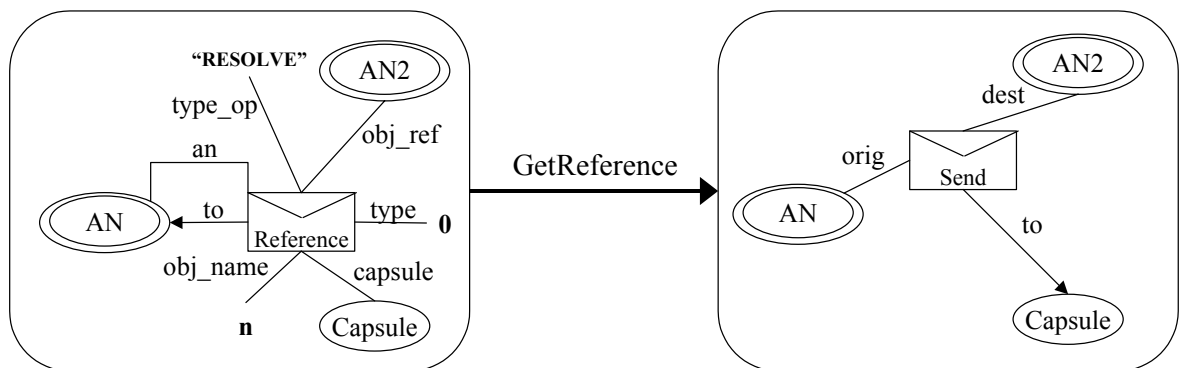 “RESOLVE”
AN2
type_op
obj_ref
an
AN
to
type
0
Reference
obj_name
capsule
n
Capsule
GetReference
AN2
dest
orig
Send
AN
to
Capsule